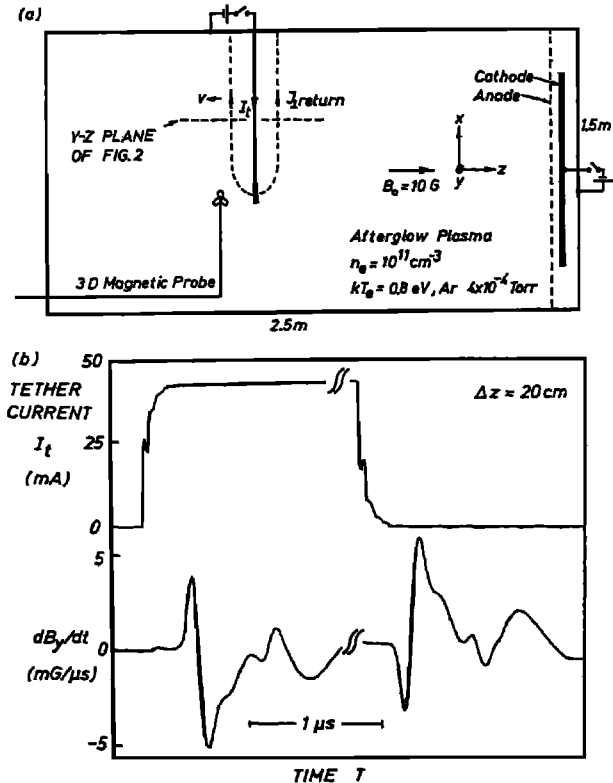 (a)
Cathode
Anode
1,5m
V
I_t
J_return
Y-Z PLANE
OF FIG. 2
x
y
z
B_o = 10 G
3D Magnetic Probe
Afterglow Plasma
n_e = 10^11 cm^-3
kT_e = 0,8 eV, Ar 4x10^-4 Torr
2.5m
(b)
50
TETHER
CURRENT
I_t
(mA)
25
0
Δz = 20 cm
5
dB_y/dt
(mG/µs)
0
-5
1 µs
TIME T